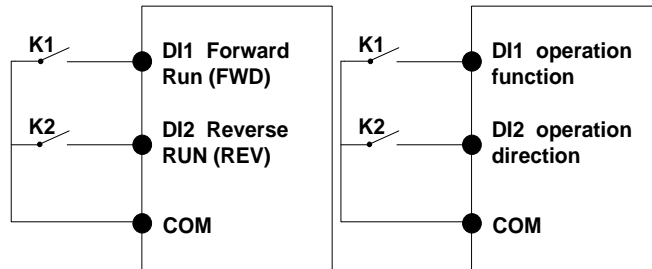 K1
DI1 Forward
Run (FWD)
K2
DI2 Reverse
RUN (REV)
COM
K1
DI1 operation
function
K2
DI2 operation
direction
COM